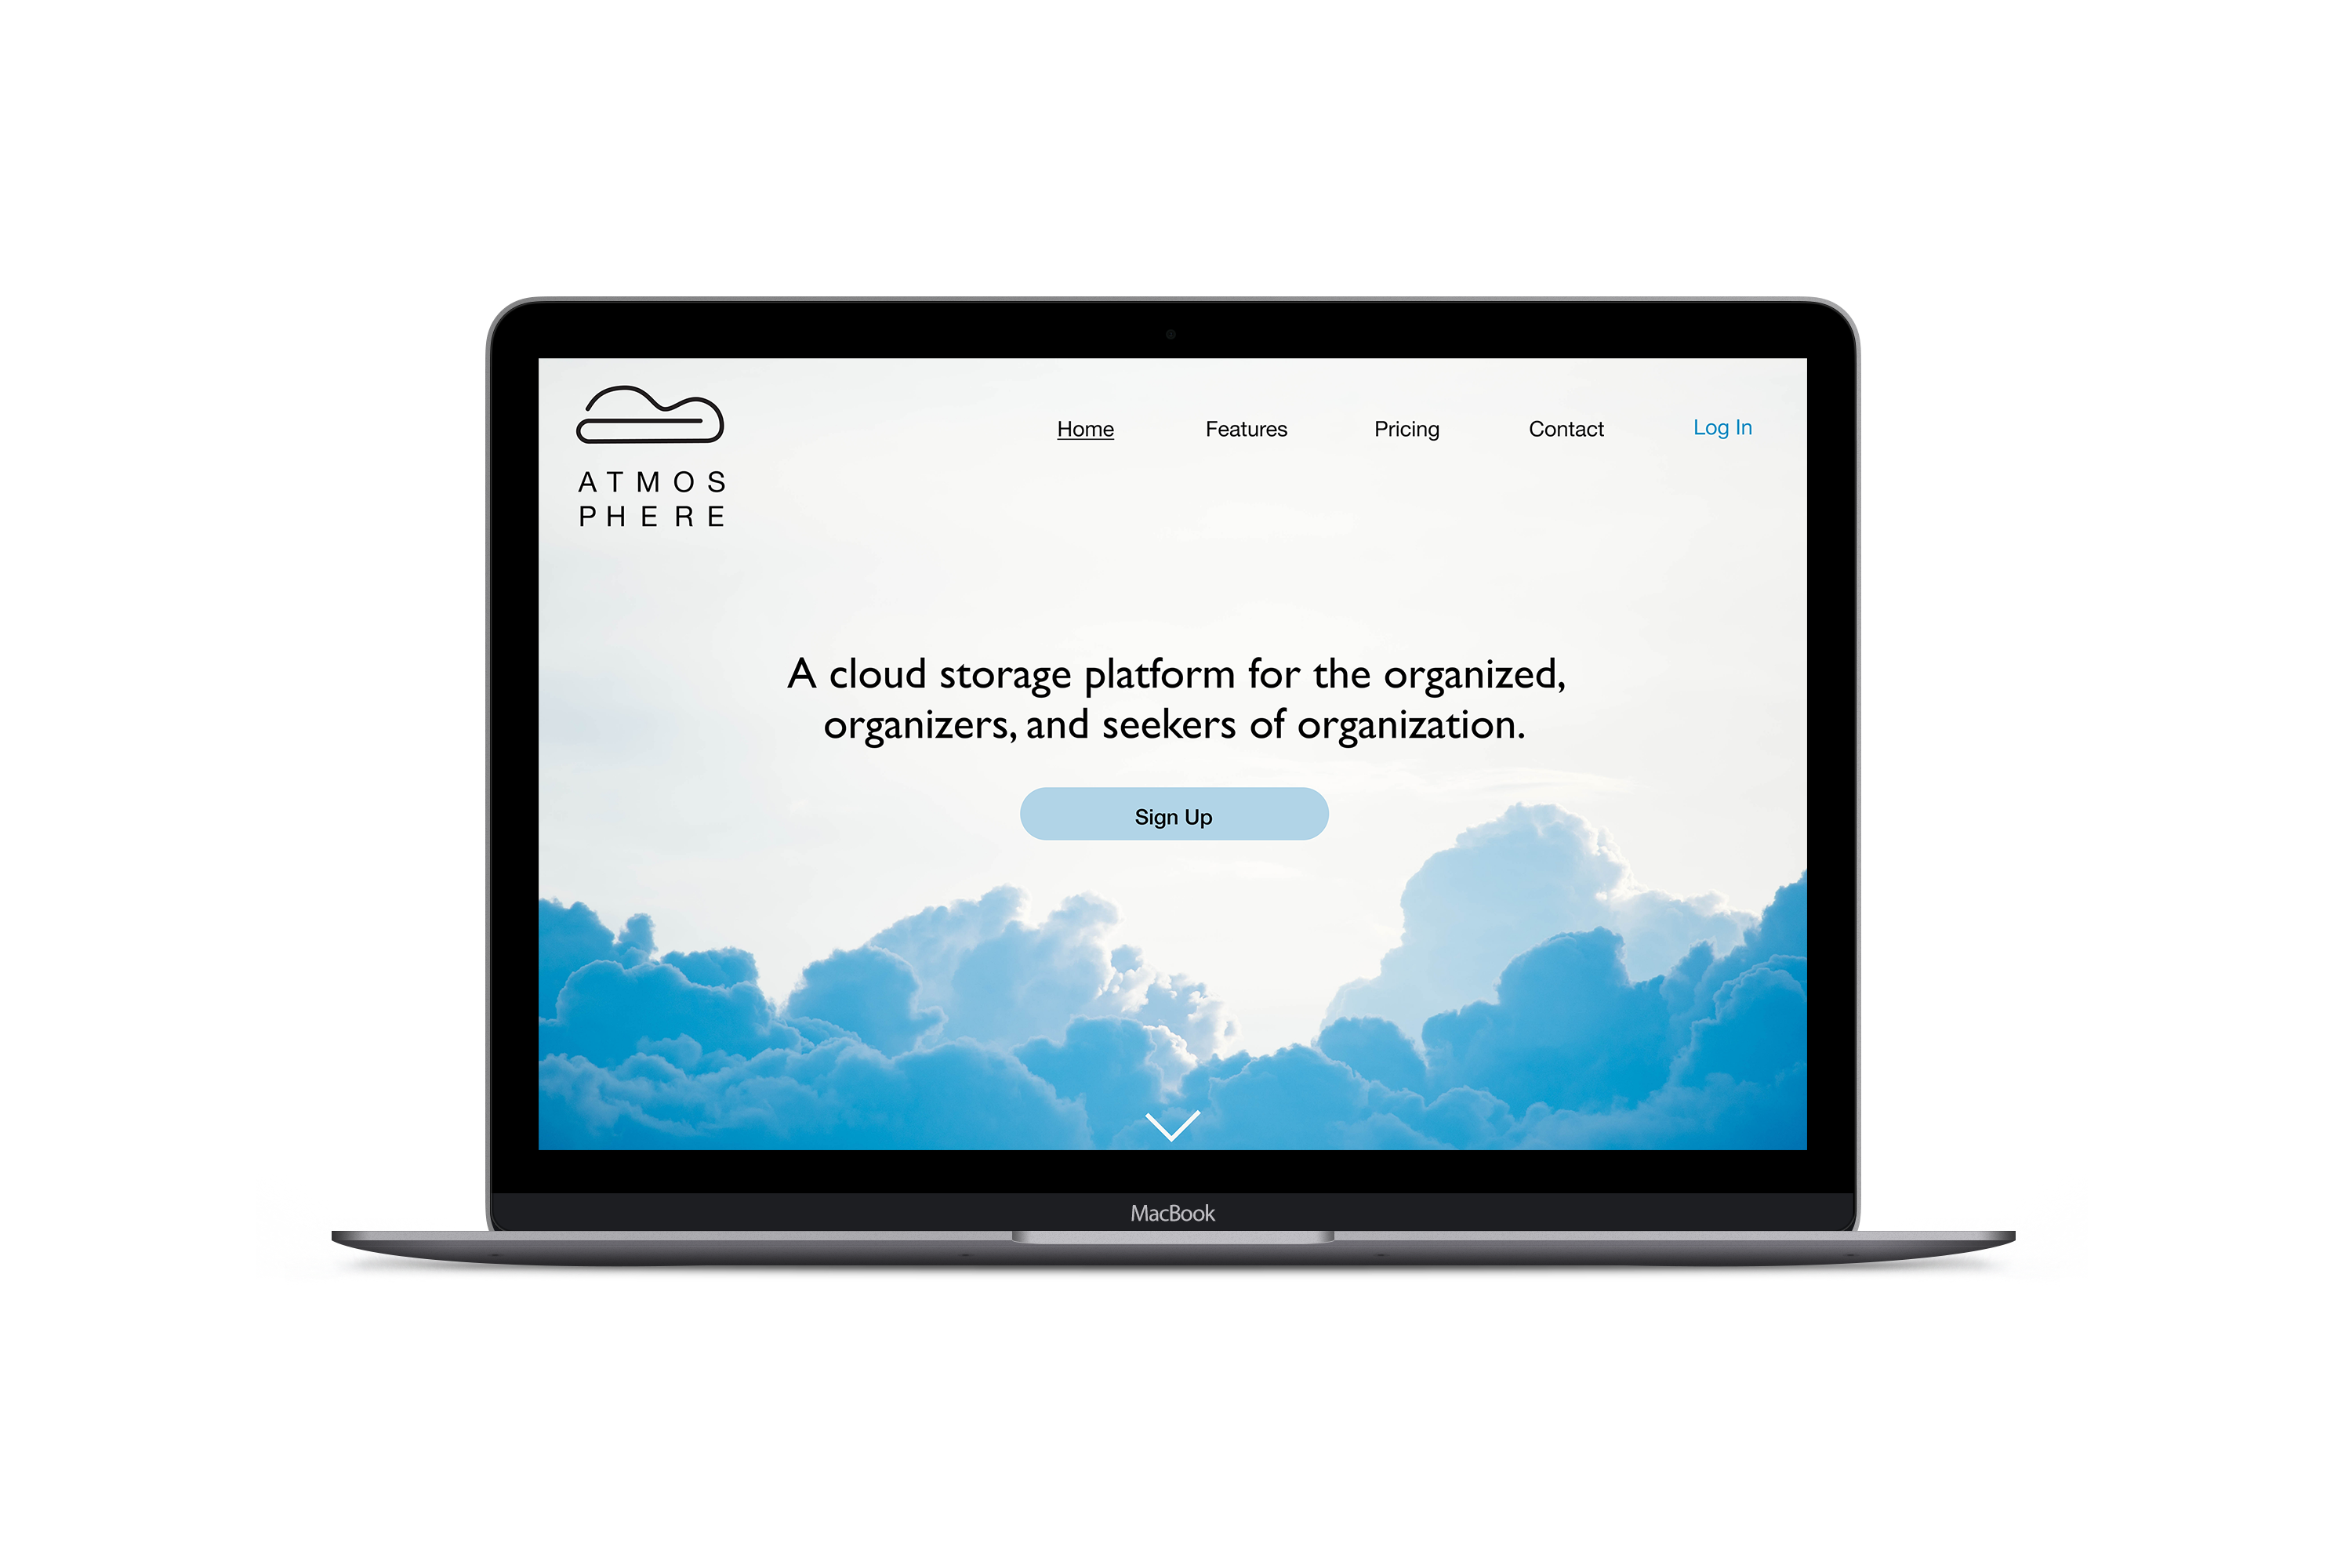 ATMOS
PHERE
Home Features Pricing Contact Log In
A cloud storage platform for the organized,
organizers, and seekers of organization.
Sign Up
MacBook